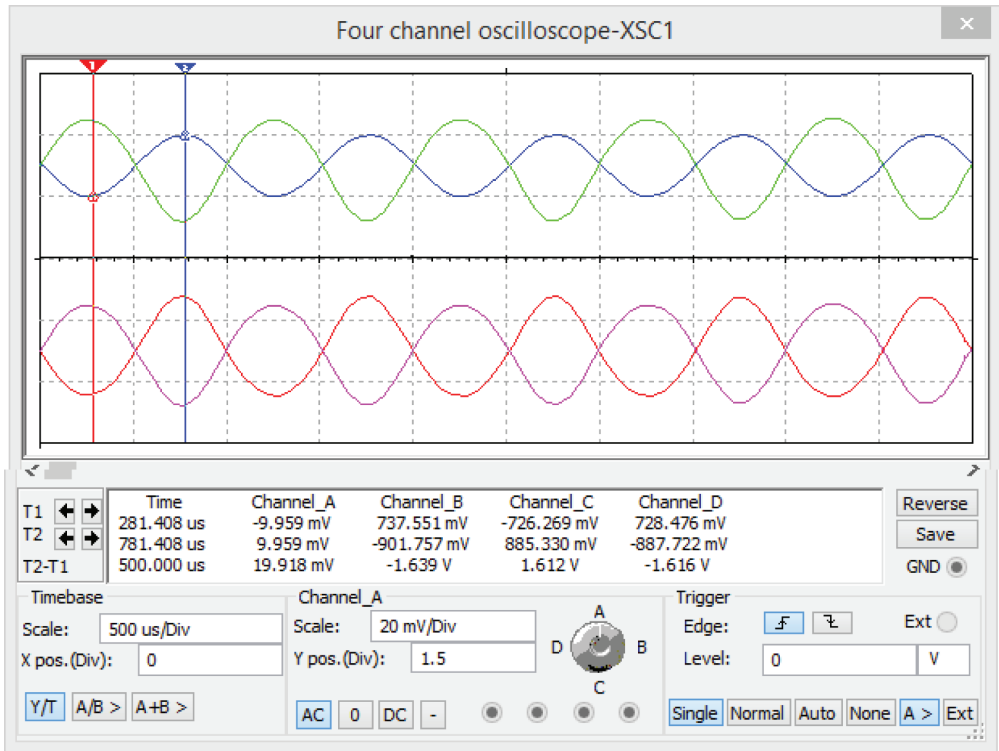 Four channel oscilloscope-XSC1
×
1 2
Time Channel_A Channel_B Channel_C Channel_D
T1 281.408 us -9.959 mV 737.551 mV -726.269 mV 728.476 mV
T2 781.408 us 9.959 mV -901.757 mV 885.330 mV -887.722 mV
T2-T1 500.000 us 19.918 mV -1.639 V 1.612 V -1.616 V
Reverse
Save
GND
Timebase
Scale: 500 us/Div
X pos.(Div): 0
Y/T A/B > A+B >
Channel_A
Scale: 20 mV/Div
Y pos.(Div): 1.5
AC 0 DC -
A
D B
C
Trigger
Edge: Ext
Level: 0 V
Single Normal Auto None A > Ext